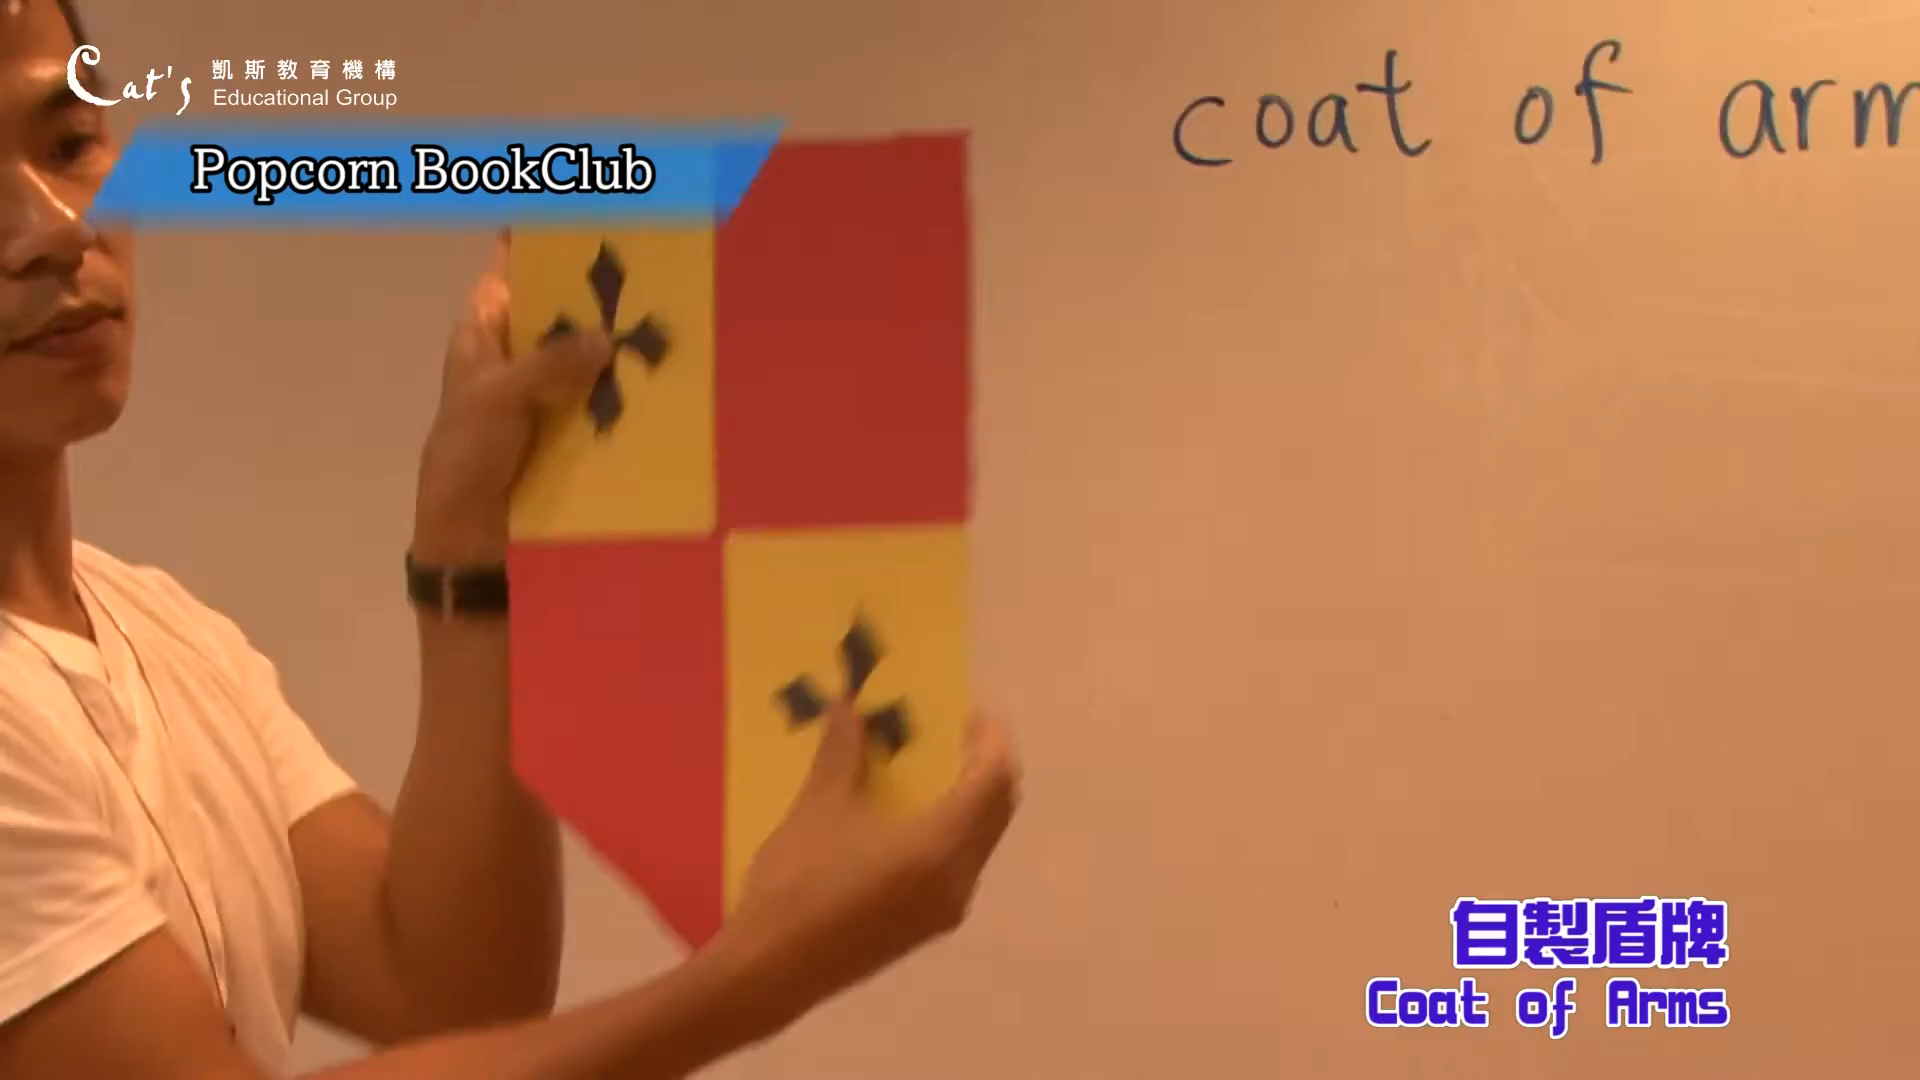 Cat's
凱斯教育機構
Educational Group
Popcorn BookClub
coat of arm
自製盾牌
Coat of Arms